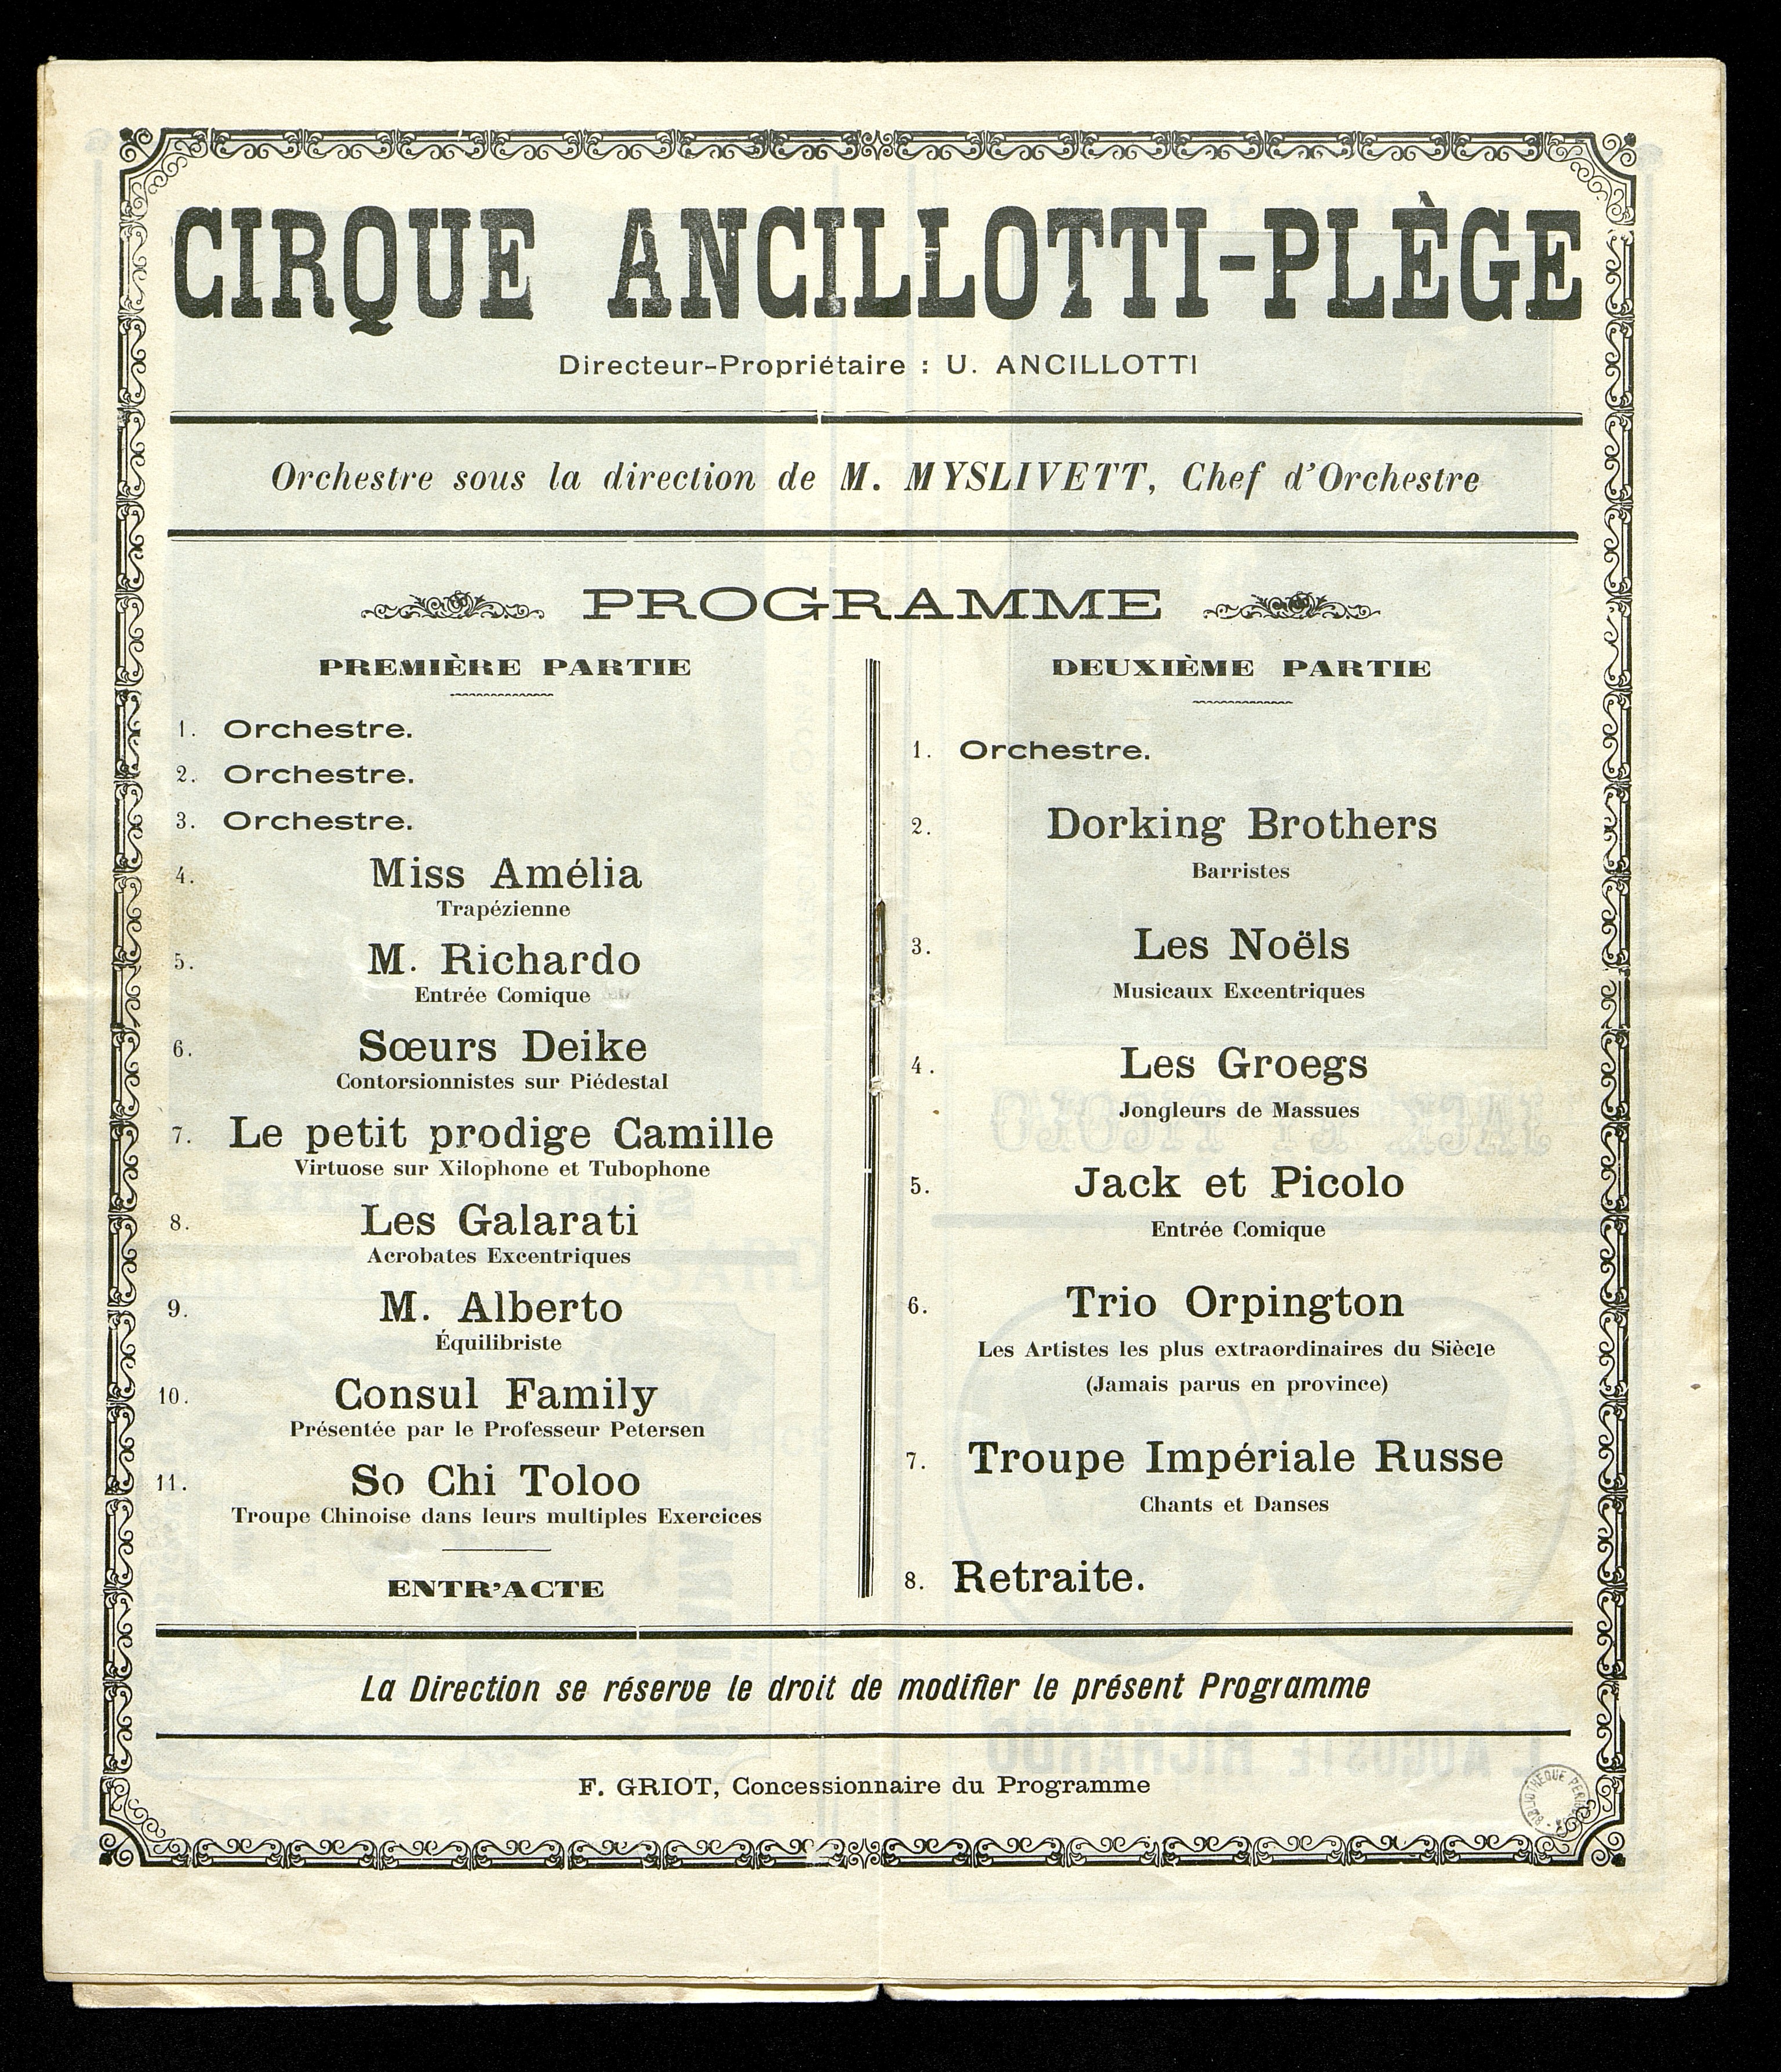 CIRQUE ANCILLOTTI-PLÈGE
Directeur-Propriétaire : U. ANCILLOTTI
Orchestre sous la direction de M. MYSLIVETT, Chef d'Orchestre
PROGRAMME
PREMIÈRE PARTIE
1. Orchestre.
2. Orchestre.
3. Orchestre.
4. Miss Amélia
Trapézienne
5. M. Richardo
Entrée Comique
6. Sœurs Deike
Contorsionnistes sur Piédestal
7. Le petit prodige Camille
Virtuose sur Xilophone et Tubophone
8. Les Galarati
Acrobates Excentriques
9. M. Alberto
Équilibriste
10. Consul Family
Présentée par le Professeur Petersen
11. So Chi Toloo
Troupe Chinoise dans leurs multiples Exercices
ENTR'ACTE
DEUXIÈME PARTIE
1. Orchestre.
2. Dorking Brothers
Barristes
3. Les Noëls
Musicaux Excentriques
4. Les Groegs
Jongleurs de Massues
5. Jack et Picolo
Entrée Comique
6. Trio Orpington
Les Artistes les plus extraordinaires du Siècle
(Jamais parus en province)
7. Troupe Impériale Russe
Chants et Danses
8. Retraite.
La Direction se réserve le droit de modifier le présent Programme
F. GRIOT, Concessionnaire du Programme